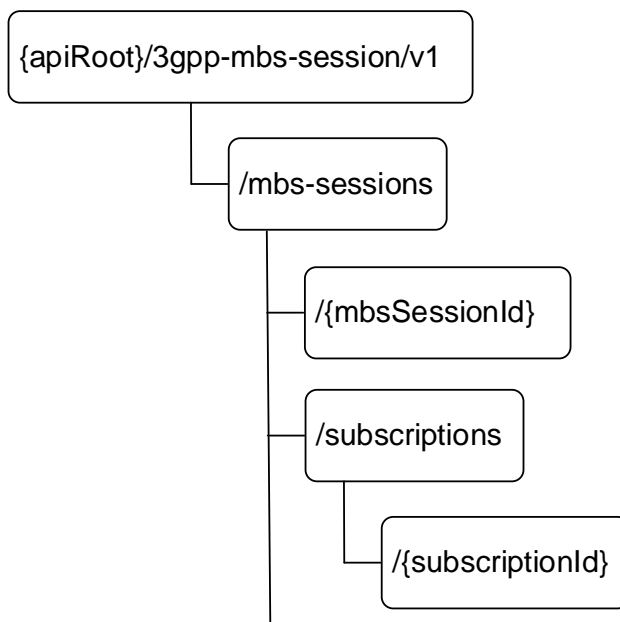 {apiRoot}/3gpp-mbs-session/v1
/mbs-sessions
/{mbsSessionId}
/subscriptions
/{subscriptionId}